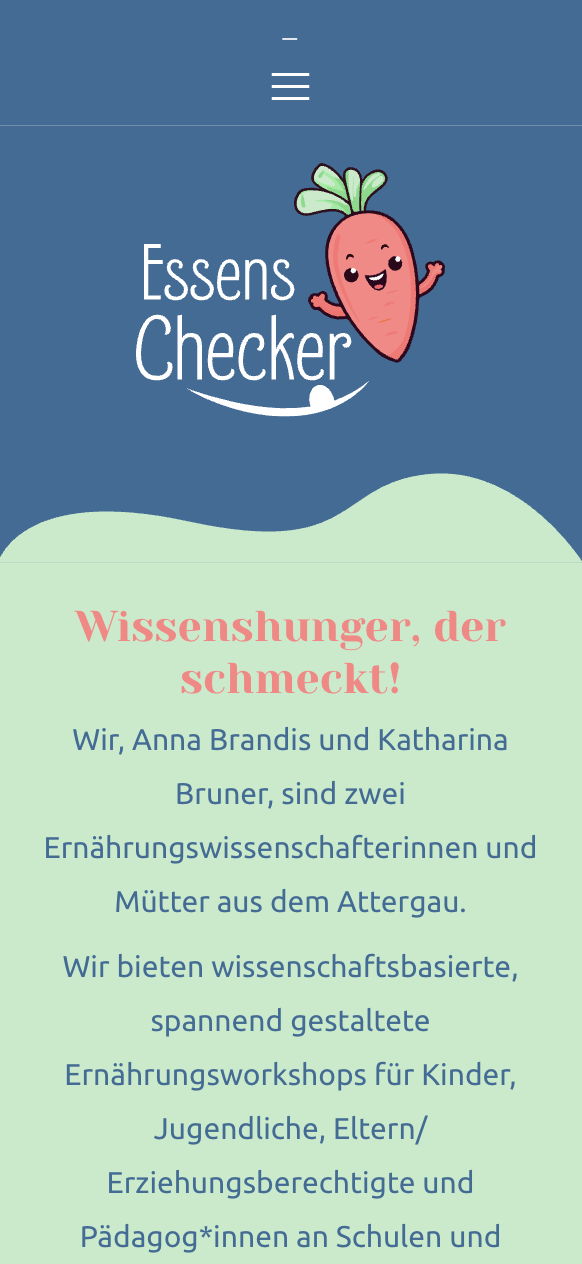 Essens
Checker
Wissenshunger, der
schmeckt!
Wir, Anna Brandis und Katharina
Bruner, sind zwei
Ernährungswissenschafterinnen und
Mütter aus dem Attergau.
Wir bieten wissenschaftsbasierte,
spannend gestaltete
Ernährungsworkshops für Kinder,
Jugendliche, Eltern/
Erziehungsberechtigte und
Pädagog*innen an Schulen und